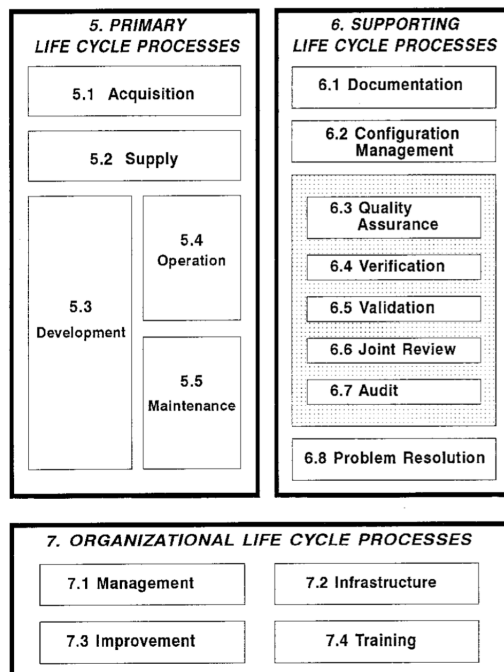 5. PRIMARY
LIFE CYCLE PROCESSES
5.1 Acquisition
5.2 Supply
5.3
Development
5.4
Operation
5.5
Maintenance
6. SUPPORTING
LIFE CYCLE PROCESSES
6.1 Documentation
6.2 Configuration
Management
6.3 Quality
Assurance
6.4 Verification
6.5 Validation
6.6 Joint Review
6.7 Audit
6.8 Problem Resolution
7. ORGANIZATIONAL LIFE CYCLE PROCESSES
7.1 Management
7.2 Infrastructure
7.3 Improvement
7.4 Training